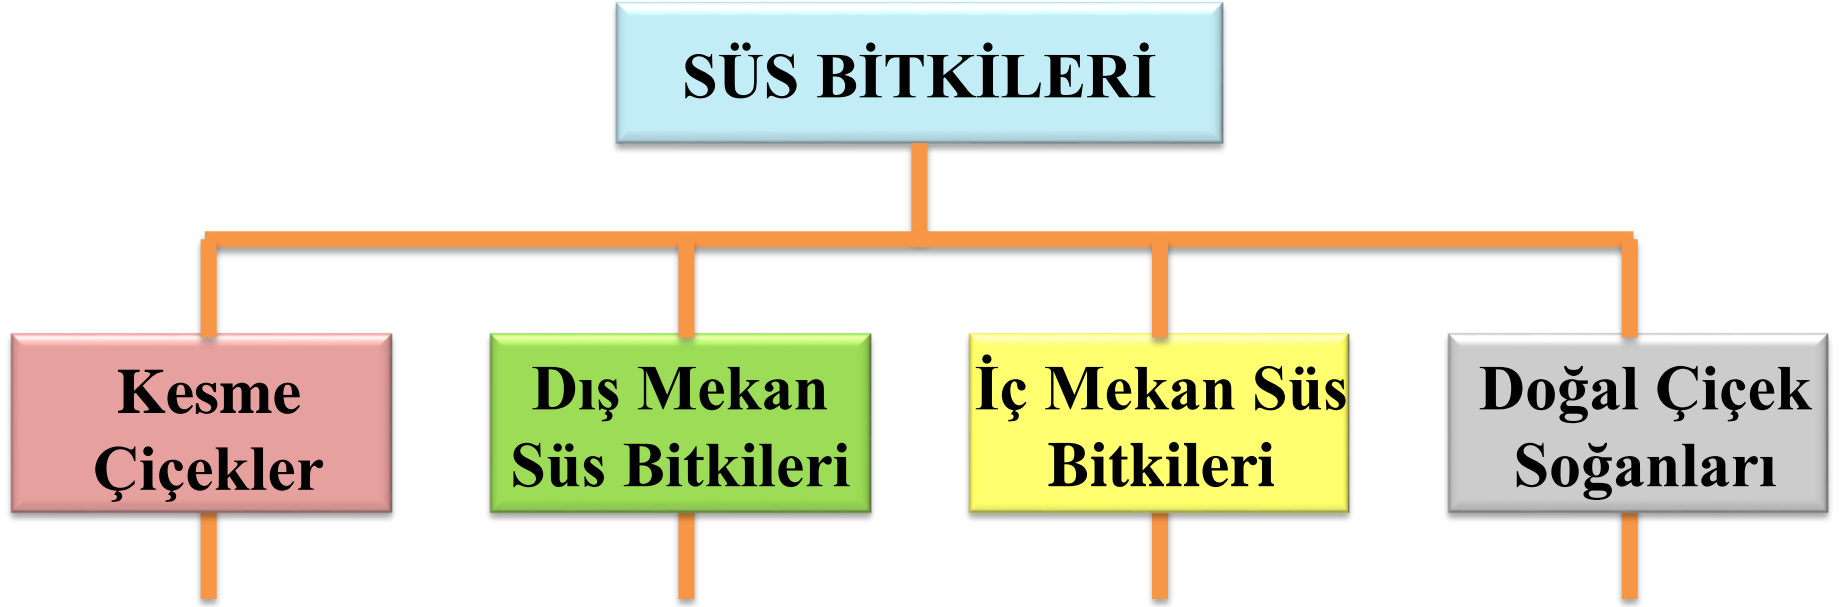 SÜS BİTKİLERİ
Kesme
Çiçekler
Dış Mekan
Süs Bitkileri
İç Mekan Süs
Bitkileri
Doğal Çiçek
Soğanları